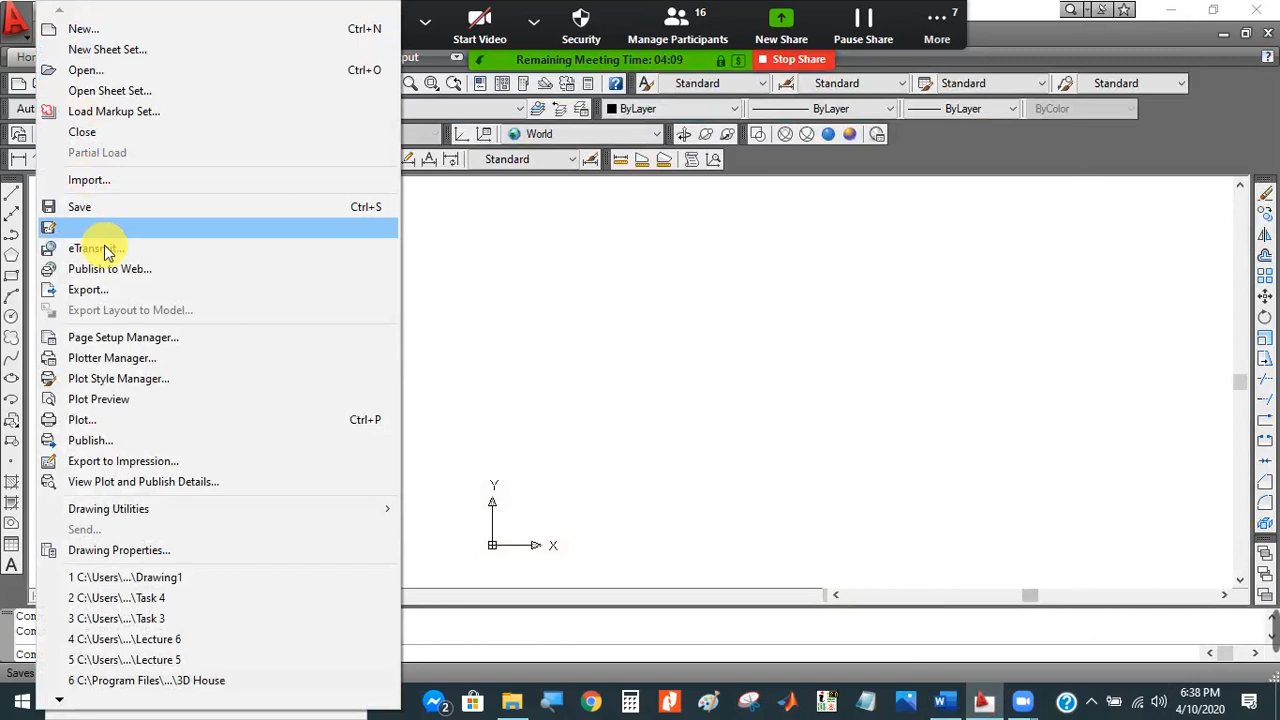 16
7
Start Video
Security
Manage Participants
New Share
Pause Share
More
Remaining Meeting Time: 04:09
Stop Share
New... Ctrl+N
New Sheet Set...
Open... Ctrl+O
Open Sheet Set...
Load Markup Set...
Close
Partial Load
Import...
Save Ctrl+S
Publish to Web...
Export...
Export Layout to Model...
Page Setup Manager...
Plotter Manager...
Plot Style Manager...
Plot Preview
Plot... Ctrl+P
Publish...
Export to Impression...
View Plot and Publish Details...
Drawing Utilities
Send...
Drawing Properties...
1 C:\Users\...\Drawing1
2 C:\Users\...\Task 4
3 C:\Users\...\Task 3
4 C:\Users\...\Lecture 6
5 C:\Users\...\Lecture 5
6 C:\Program Files\...\3D House
Standard Standard Standard Standard
ByLayer ByLayer ByLayer ByColor
World
Standard
Y
X
Saves
2
6:38 PM
4/10/2020